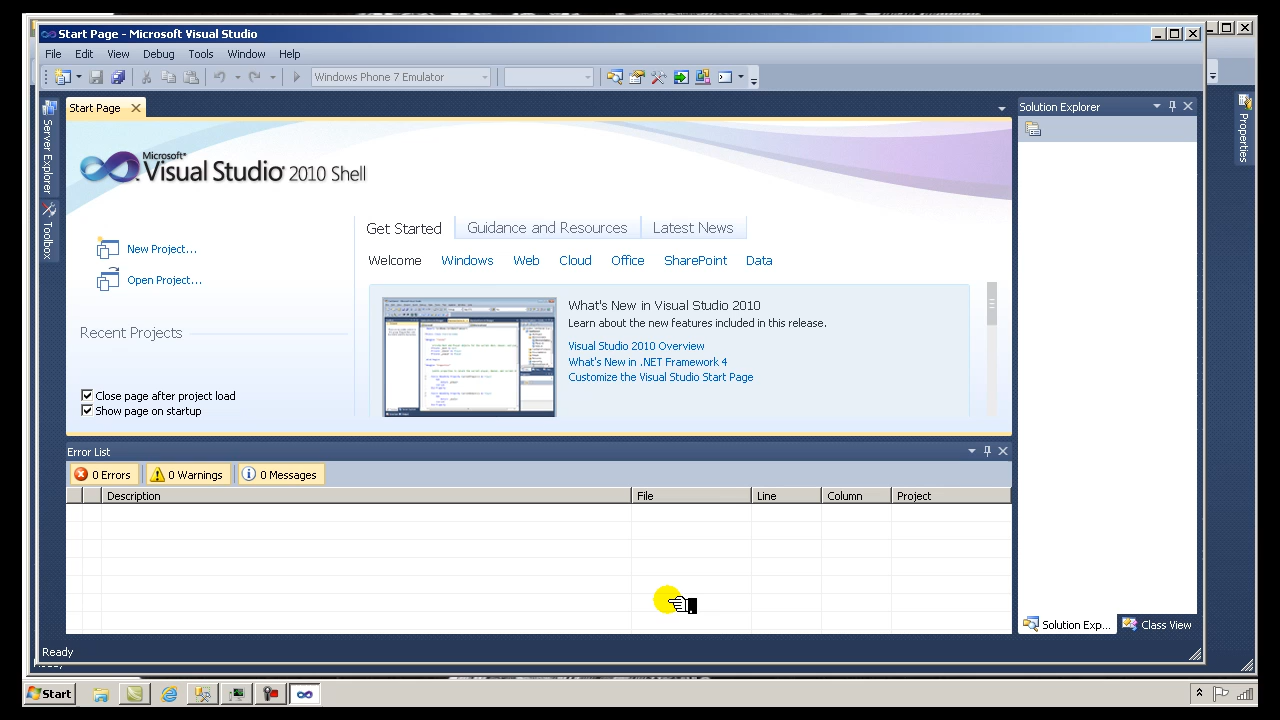 Start Page - Microsoft Visual Studio
File Edit View Debug Tools Window Help
Windows Phone 7 Emulator
Server Explorer
Toolbox
Start Page
Solution Explorer
Properties
Microsoft®
Visual Studio® 2010 Shell
New Project...
Open Project...
Recent Projects
Close page after project load
Show page on startup
Get Started Guidance and Resources Latest News
Welcome Windows Web Cloud Office SharePoint Data
What's New in Visual Studio 2010
Learn about the new features included in this release.
Visual Studio 2010 Overview
What's New in .NET Framework 4
Customize the Visual Studio Start Page
Error List
0 Errors 0 Warnings 0 Messages
Description File Line Column Project
Solution Exp... Class View
Ready
Start